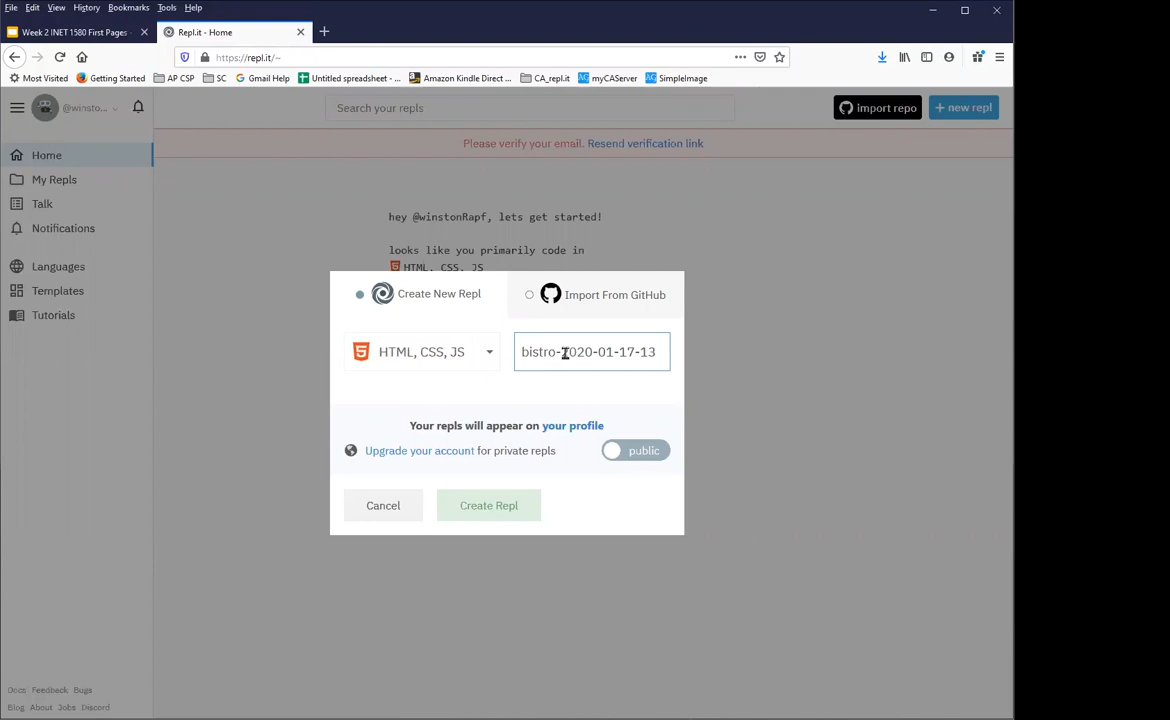 File Edit View History Bookmarks Tools Help
Week 2 INET 1580 First Pages -
Repl.it - Home
https://repl.it/~
Most Visited Getting Started AP CSP SC Gmail Help Untitled spreadsheet - ... Amazon Kindle Direct ... CA_repl.it myCAServer SimpleImage
@winsto...
Search your repls
import repo
+ new repl
Please verify your email. Resend verification link
Home
My Repls
Talk
Notifications
Languages
Templates
Tutorials
hey @winstonRapf, lets get started!
looks like you primarily code in
HTML, CSS, JS
Create New Repl
Import From GitHub
HTML, CSS, JS
bistro-2020-01-17-13
Your repls will appear on your profile
Upgrade your account for private repls
public
Cancel
Create Repl
Docs Feedback Bugs
Blog About Jobs Discord